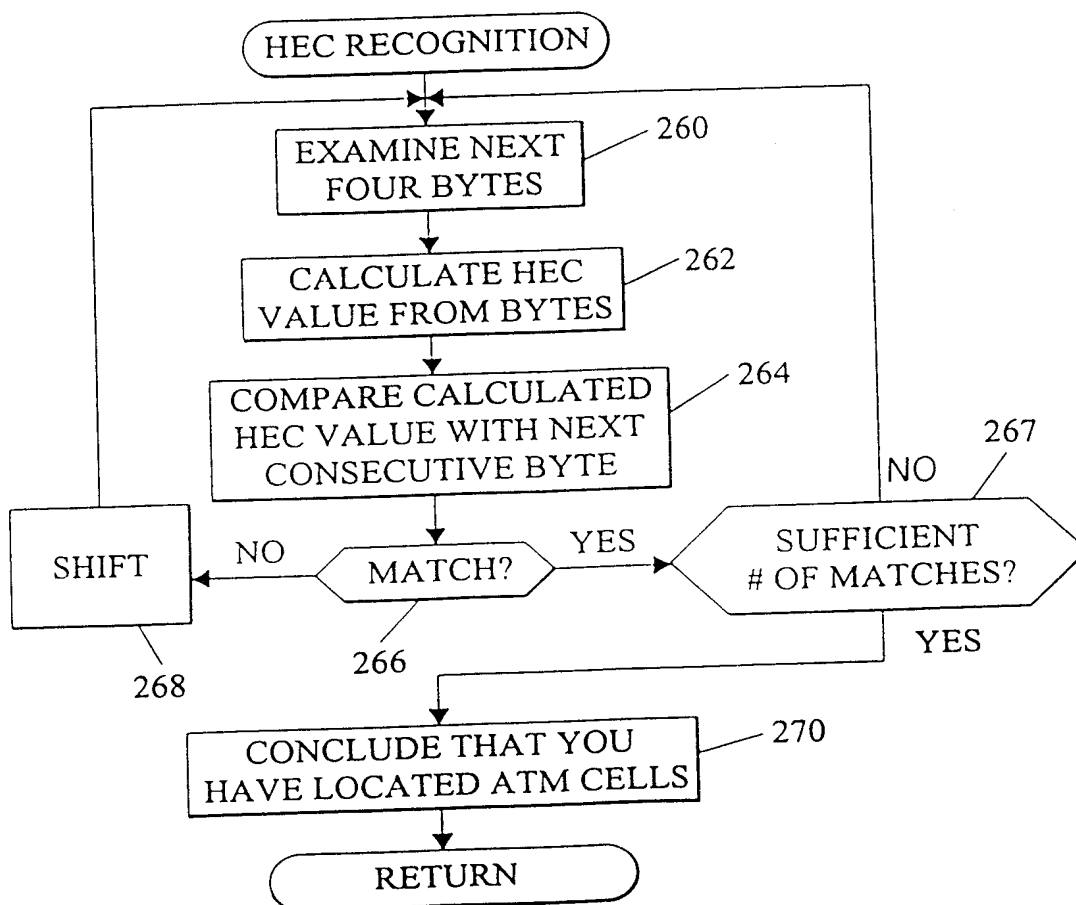 HEC RECOGNITION
260
EXAMINE NEXT
FOUR BYTES
262
CALCULATE HEC
VALUE FROM BYTES
264
COMPARE CALCULATED
HEC VALUE WITH NEXT
CONSECUTIVE BYTE
267
NO
SHIFT
NO
MATCH?
YES
SUFFICIENT
# OF MATCHES?
268
266
YES
270
CONCLUDE THAT YOU
HAVE LOCATED ATM CELLS
RETURN